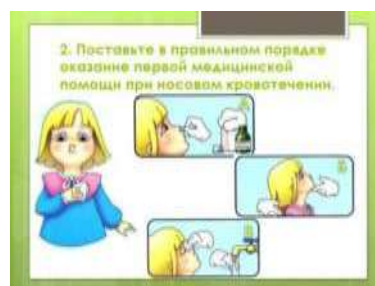 2. Поставьте в правильном порядке
оказание первой медицинской
помощи при носовом кровотечении.